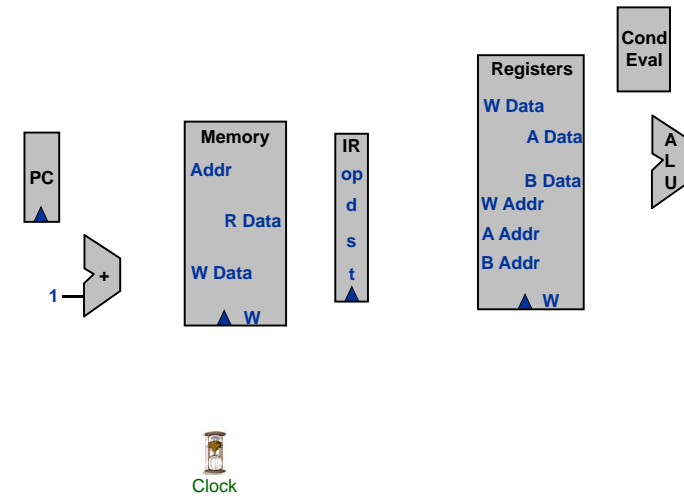 Cond
Eval
Registers
W Data
A Data
B Data
W Addr
A Addr
B Addr
W
A
L
U
Memory
Addr
R Data
W Data
W
IR
op
d
s
t
PC
+
1
Clock